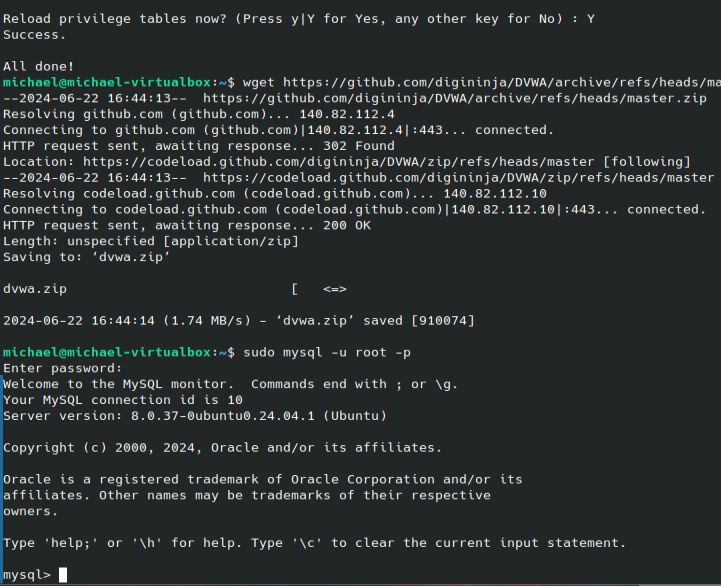 Reload privilege tables now? (Press y|Y for Yes, any other key for No) : Y
Success.
All done!
michael@michael-virtualbox:~$ wget https://github.com/digininja/DVWA/archive/refs/heads/ma
--2024-06-22 16:44:13--  https://github.com/digininja/DVWA/archive/refs/heads/master.zip
Resolving github.com (github.com)... 140.82.112.4
Connecting to github.com (github.com)|140.82.112.4|:443... connected.
HTTP request sent, awaiting response... 302 Found
Location: https://codeload.github.com/digininja/DVWA/zip/refs/heads/master [following]
--2024-06-22 16:44:13--  https://codeload.github.com/digininja/DVWA/zip/refs/heads/master
Resolving codeload.github.com (codeload.github.com)... 140.82.112.10
Connecting to codeload.github.com (codeload.github.com)|140.82.112.10|:443... connected.
HTTP request sent, awaiting response... 200 OK
Length: unspecified [application/zip]
Saving to: ‘dvwa.zip’
dvwa.zip                            [   <=>
2024-06-22 16:44:14 (1.74 MB/s) - ‘dvwa.zip’ saved [910074]
michael@michael-virtualbox:~$ sudo mysql -u root -p
Enter password:
Welcome to the MySQL monitor.  Commands end with ; or \g.
Your MySQL connection id is 10
Server version: 8.0.37-0ubuntu0.24.04.1 (Ubuntu)
Copyright (c) 2000, 2024, Oracle and/or its affiliates.
Oracle is a registered trademark of Oracle Corporation and/or its
affiliates. Other names may be trademarks of their respective
owners.
Type 'help;' or '\h' for help. Type '\c' to clear the current input statement.
mysql>